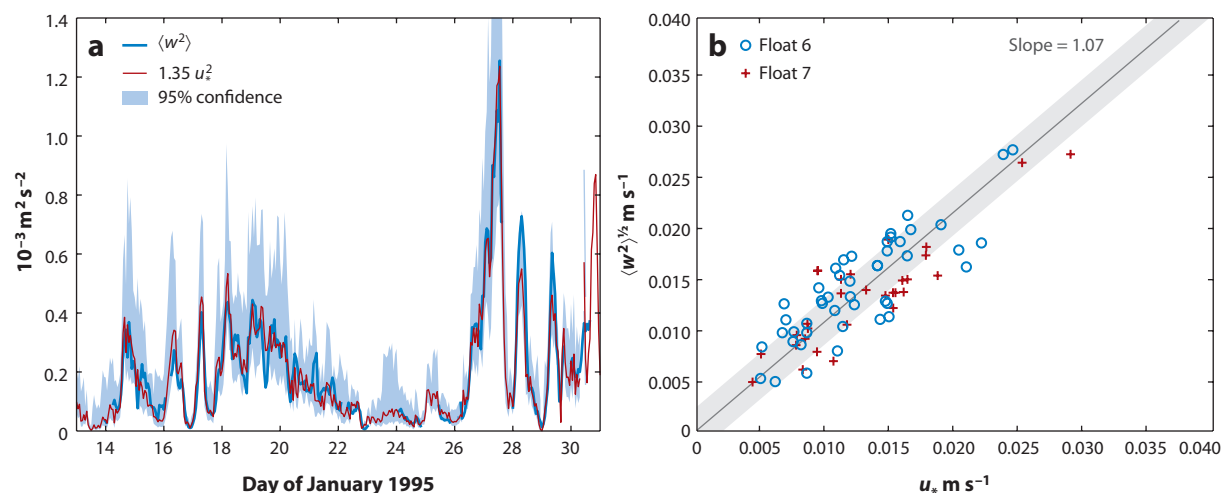 a
⟨w²⟩
1.35 u*²
95% confidence
1.4
1.2
1.0
0.8
0.6
0.4
0.2
0
10⁻³ m² s⁻²
14
16
18
20
22
24
26
28
30
Day of January 1995
b
Float 6
Float 7
Slope = 1.07
0.040
0.040
0.030
0.025
0.020
0.015
0.010
0.005
0
⟨w²⟩^½ m s⁻¹
0
0.005
0.010
0.015
0.020
0.025
0.030
0.035
0.040
u* m s⁻¹